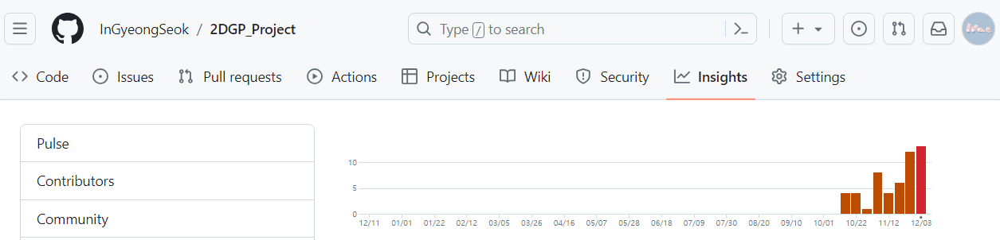 InGyeongSeok / 2DGP_Project
Type / to search
Code Issues Pull requests Actions Projects Wiki Security Insights Settings
Pulse
Contributors
Community
10
5
0
12/11 01/01 01/22 02/12 03/05 03/26 04/16 05/07 05/28 06/18 07/09 07/30 08/20 09/10 10/01 10/22 11/12 12/03